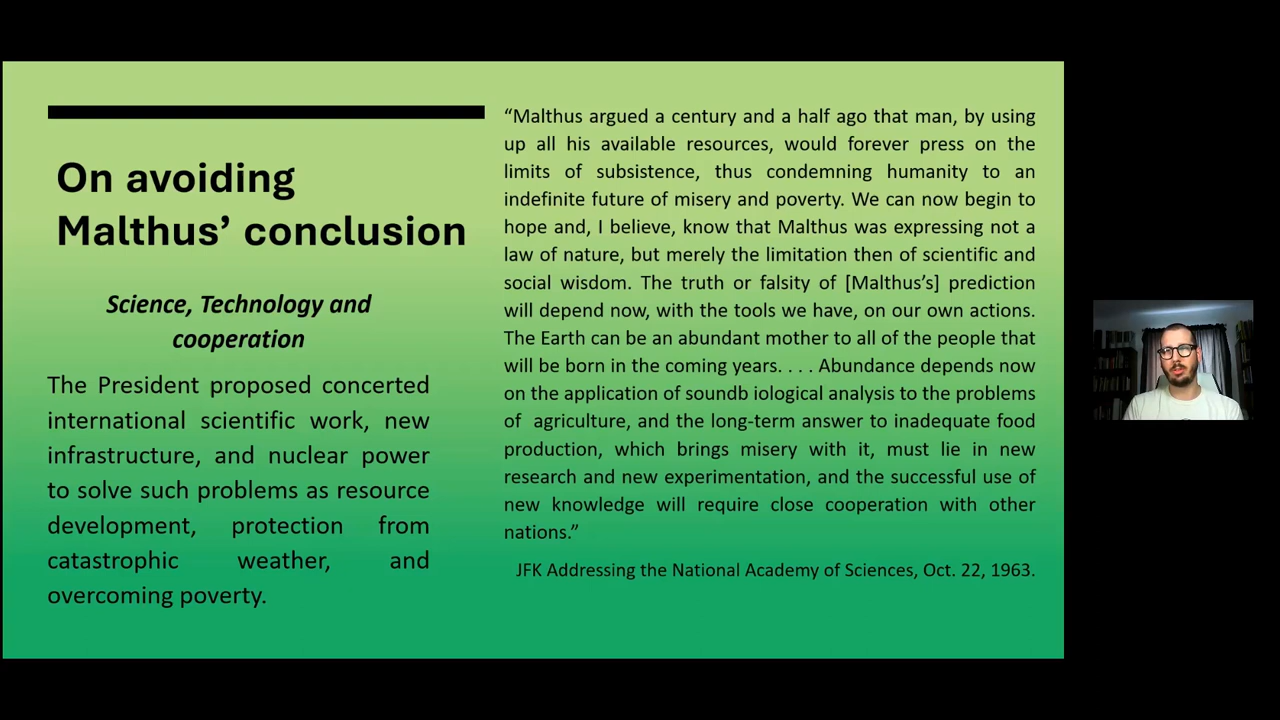 On avoiding
Malthus’ conclusion
Science, Technology and
cooperation
The President proposed concerted
international scientific work, new
infrastructure, and nuclear power
to solve such problems as resource
development, protection from
catastrophic weather, and
overcoming poverty.
“Malthus argued a century and a half ago that man, by using
up all his available resources, would forever press on the
limits of subsistence, thus condemning humanity to an
indefinite future of misery and poverty. We can now begin to
hope and, I believe, know that Malthus was expressing not a
law of nature, but merely the limitation then of scientific and
social wisdom. The truth or falsity of [Malthus’s] prediction
will depend now, with the tools we have, on our own actions.
The Earth can be an abundant mother to all of the people that
will be born in the coming years. . . . Abundance depends now
on the application of soundb iological analysis to the problems
of agriculture, and the long-term answer to inadequate food
production, which brings misery with it, must lie in new
research and new experimentation, and the successful use of
new knowledge will require close cooperation with other
nations.”
JFK Addressing the National Academy of Sciences, Oct. 22, 1963.